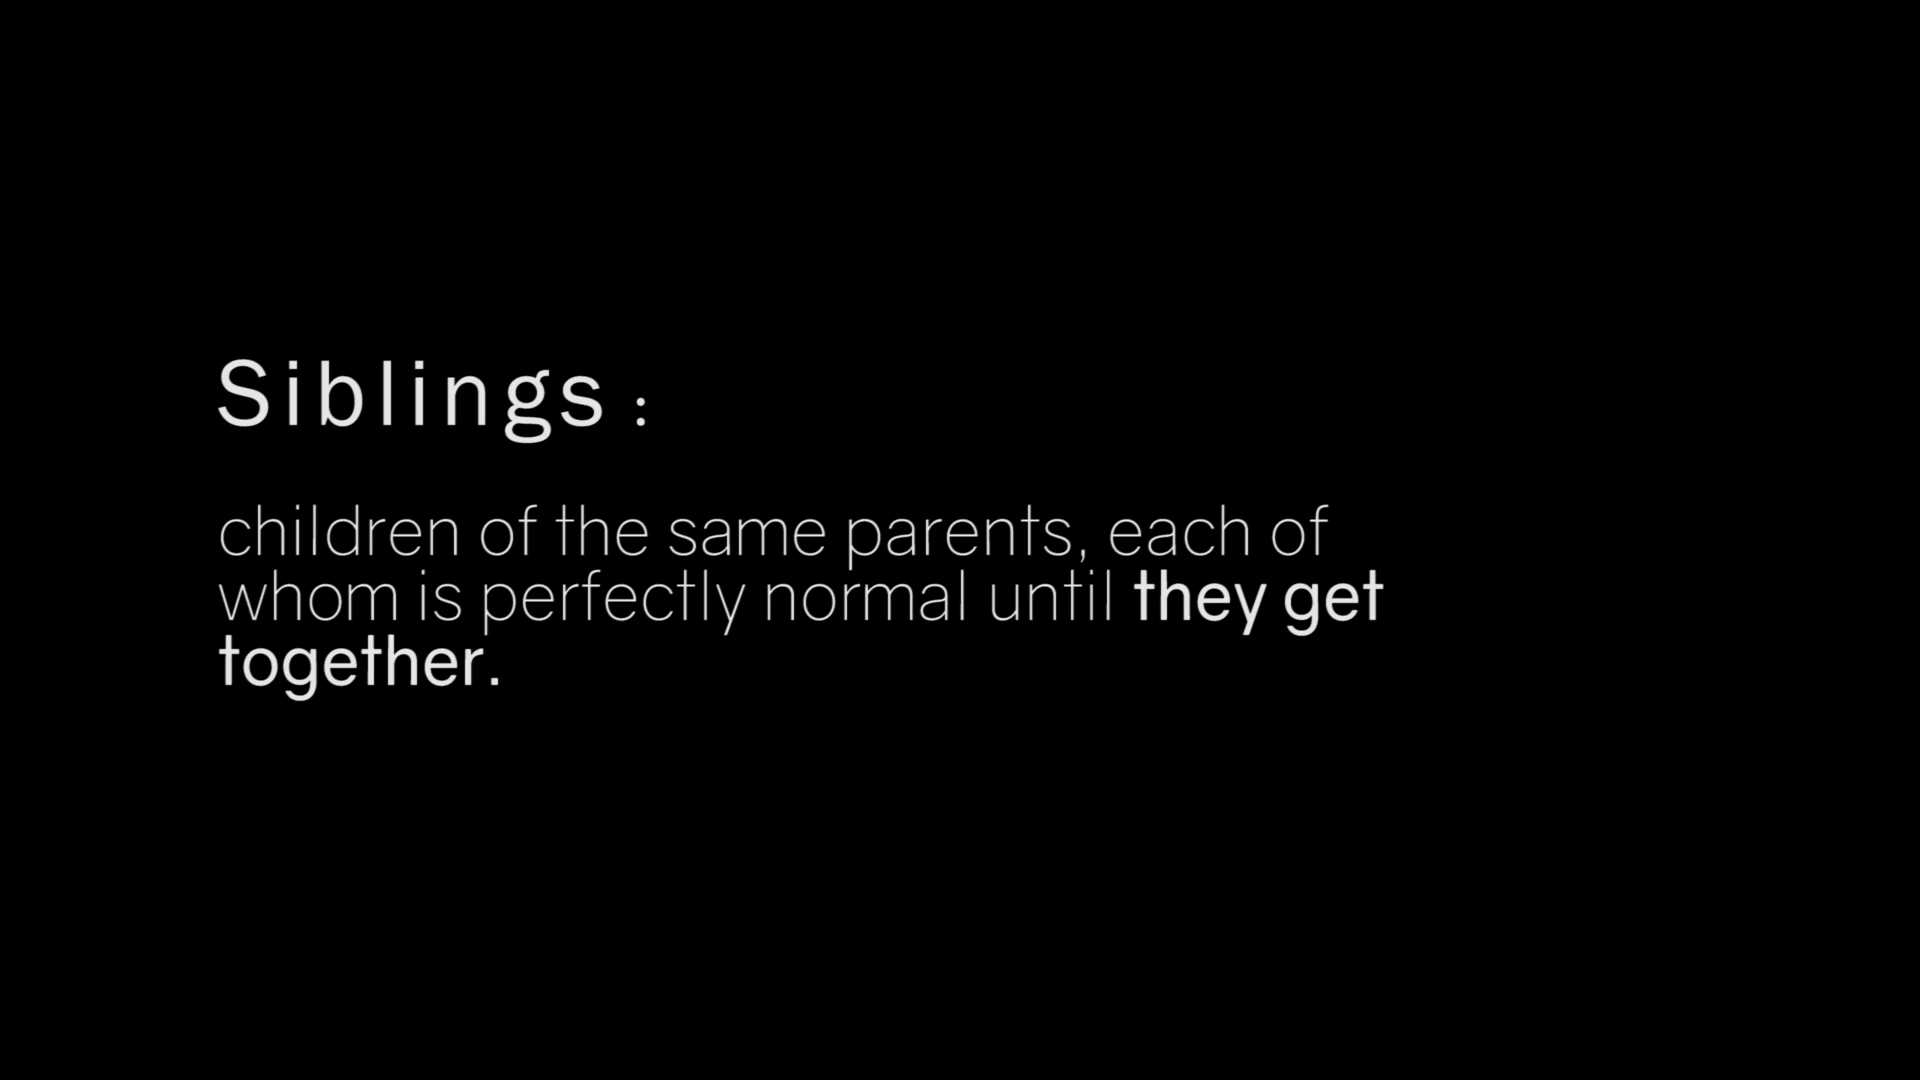 Siblings :
children of the same parents, each of
whom is perfectly normal until they get
together.